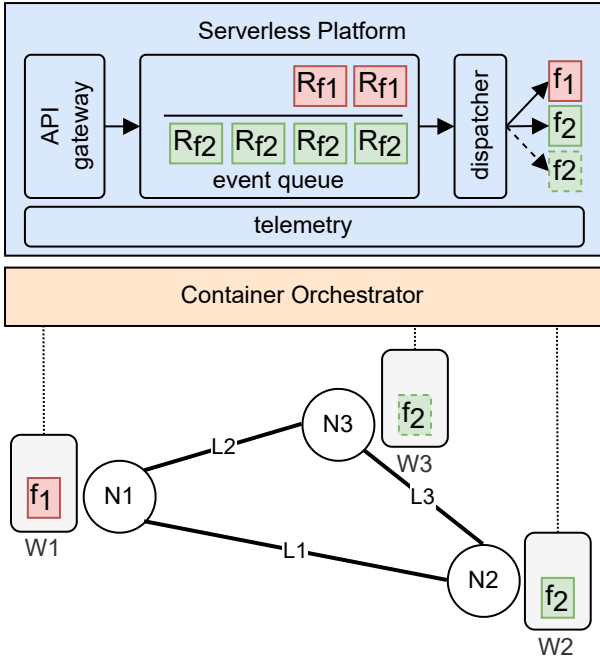 Serverless Platform
API
gateway
Rf1 Rf1
Rf2 Rf2 Rf2 Rf2
event queue
dispatcher
f1
f2
f2
telemetry
Container Orchestrator
f1
W1
N1
L2
N3
f2
W3
L3
L1
N2
f2
W2